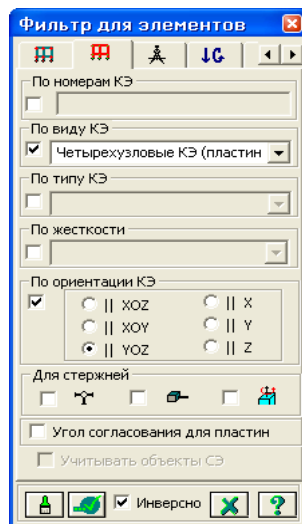 Фильтр для элементов
По номерам КЭ
По виду КЭ
Четырехузловые КЭ (пластин
По типу КЭ
По жесткости
По ориентации КЭ
|| XOZ || X
|| XOY || Y
|| YOZ || Z
Для стержней
Угол согласования для пластин
Учитывать объекты СЭ
Инверсно ?